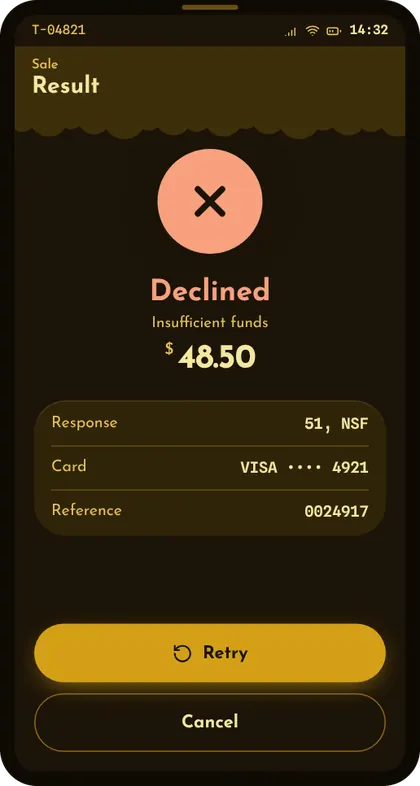 T-04821 14:32
Sale
Result
Declined
Insufficient funds
$ 48.50
Response 51, NSF
Card VISA •••• 4921
Reference 0024917
Retry
Cancel